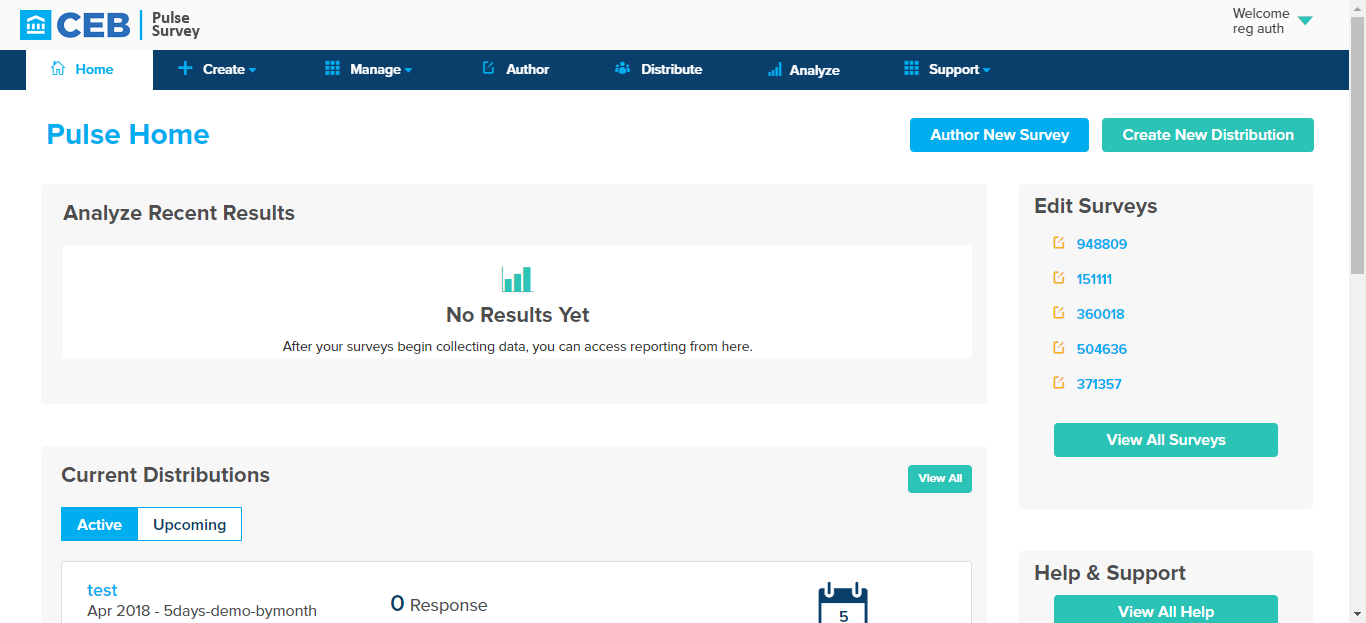 CEB
Pulse
Survey
Welcome
reg auth
Home
Create
Manage
Author
Distribute
Analyze
Support
Pulse Home
Author New Survey
Create New Distribution
Analyze Recent Results
No Results Yet
After your surveys begin collecting data, you can access reporting from here.
Edit Surveys
948809
151111
360018
504636
371357
View All Surveys
Current Distributions
View All
Active
Upcoming
test
Apr 2018 - 5days-demo-bymonth
0 Response
5
Help & Support
View All Help